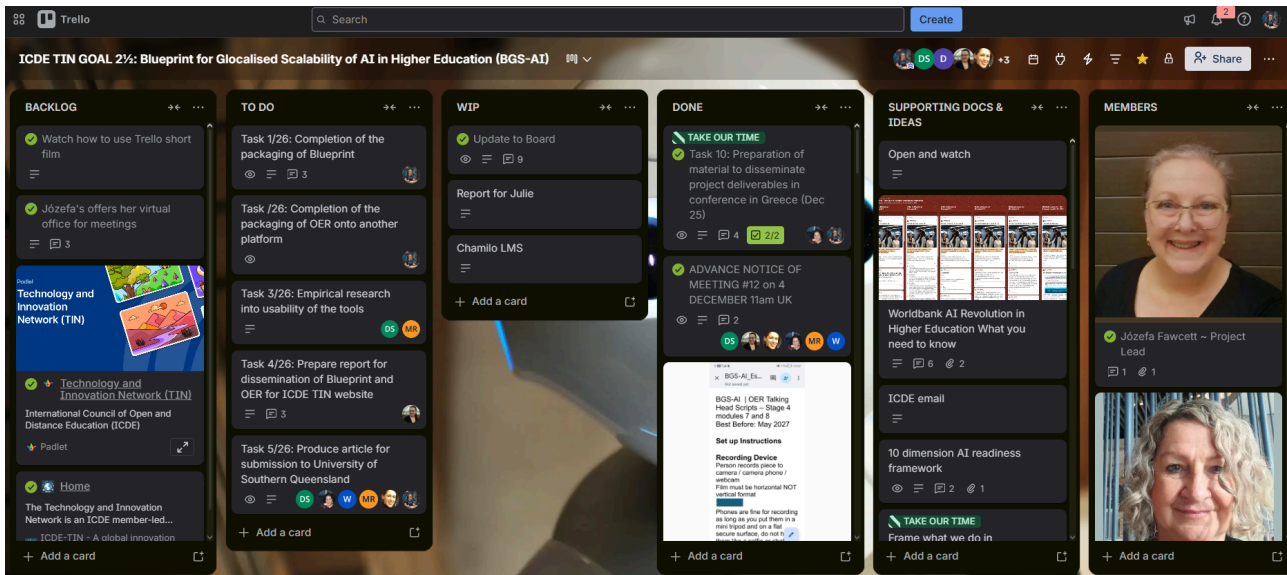 Trello
Search
Create
2
ICDE TIN GOAL 2½: Blueprint for Glocalised Scalability of AI in Higher Education (BGS-AI)
DS
D
+3
Share
BACKLOG
Watch how to use Trello short
film
Józefa's offers her virtual
office for meetings
3
Padlet
Technology and
Innovation
Network (TIN)
Technology and
Innovation Network (TIN)
International Council of Open and
Distance Education (ICDE)
Padlet
Home
The Technology and Innovation
Network is an ICDE member-led...
ICDE-TIN - A global innovation
+ Add a card
TO DO
Task 1/26: Completion of the
packaging of Blueprint
3
Task /26: Completion of the
packaging of OER onto another
platform
Task 3/26: Empirical research
into usability of the tools
DS
MR
Task 4/26: Prepare report for
dissemination of Blueprint and
OER for ICDE TIN website
3
Task 5/26: Produce article for
submission to University of
Southern Queensland
DS
W
MR
+ Add a card
WIP
Update to Board
9
Report for Julie
Chamilo LMS
+ Add a card
DONE
TAKE OUR TIME
Task 10: Preparation of
material to disseminate
project deliverables in
conference in Greece (Dec
25)
4
2/2
ADVANCE NOTICE OF
MEETING #12 on 4
DECEMBER 11am UK
2
DS
MR
W
BGS-AI_Es...
Not saved yet
BGS-AI | OER Talking
Head Scripts – Stage 4
modules 7 and 8
Best Before: May 2027
Set up Instructions
Recording Device
Person records piece to
camera / camera phone /
webcam
Film must be horizontal NOT
vertical format
Phones are fine for recording
as long as you put them in a
mini tripod and on a flat
secure surface, do not h
+ Add a card
SUPPORTING DOCS &
IDEAS
Open and watch
Worldbank AI Revolution in
Higher Education What you
need to know
6
2
ICDE email
10 dimension AI readiness
framework
2
1
TAKE OUR TIME
Frame what we do in
+ Add a card
MEMBERS
Józefa Fawcett ~ Project
Lead
1
1
+ Add a card